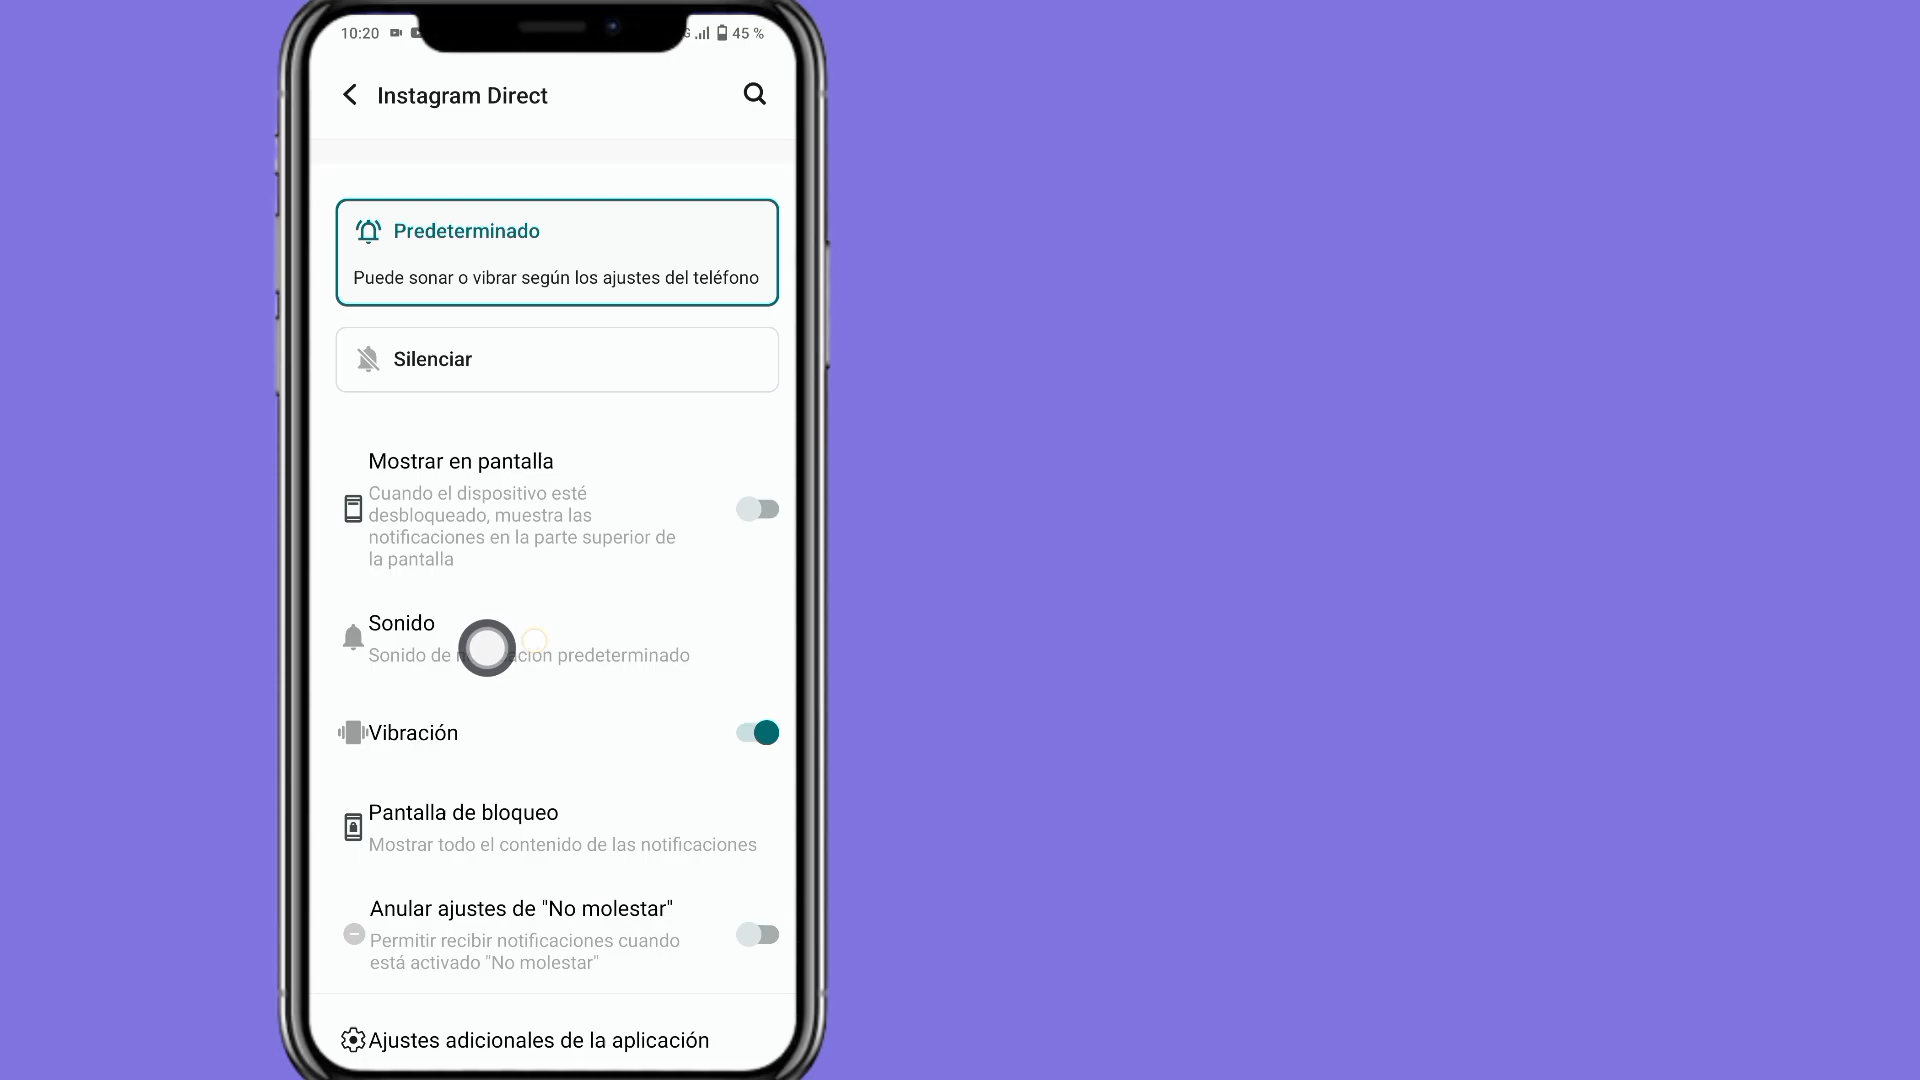 10:20
45 %
Instagram Direct
Predeterminado
Puede sonar o vibrar según los ajustes del teléfono
Silenciar
Mostrar en pantalla
Cuando el dispositivo esté
desbloqueado, muestra las
notificaciones en la parte superior de
la pantalla
Sonido
Sonido de predeterminado
Vibración
Pantalla de bloqueo
Mostrar todo el contenido de las notificaciones
Anular ajustes de "No molestar"
Permitir recibir notificaciones cuando
está activado "No molestar"
Ajustes adicionales de la aplicación